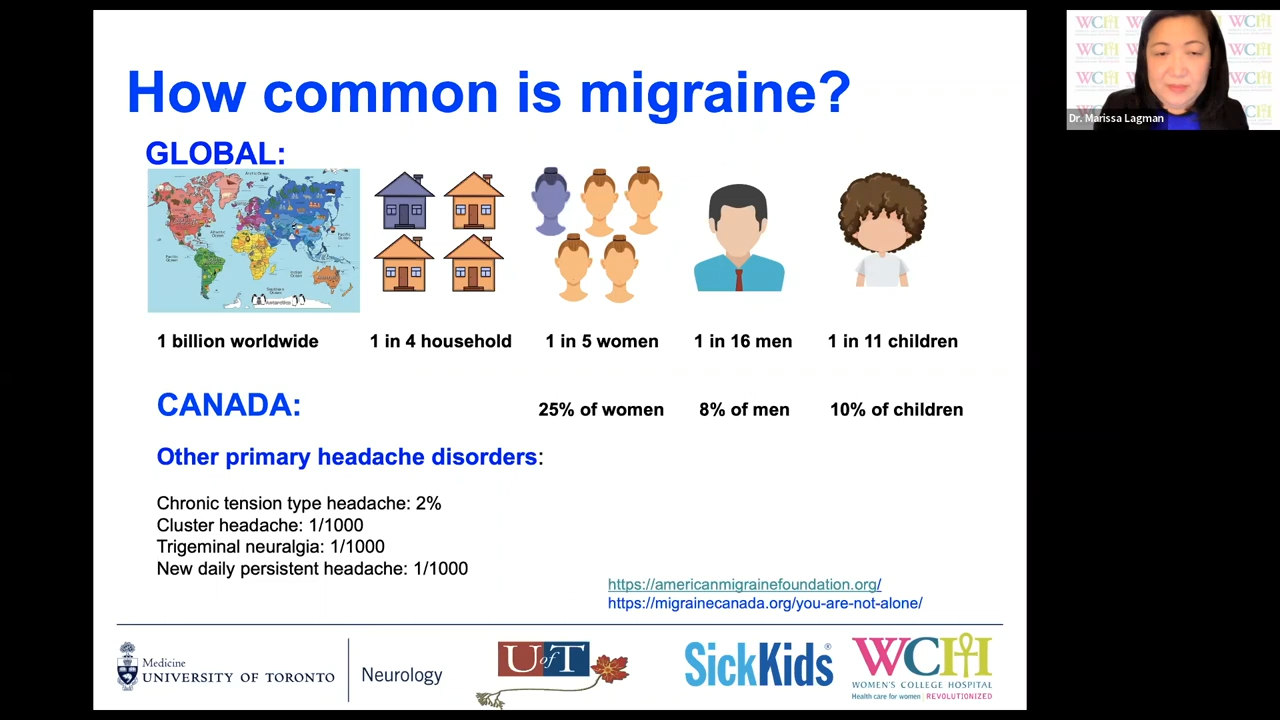 How common is migraine?
Dr. Marissa Lagman
GLOBAL:
1 billion worldwide
1 in 4 household
1 in 5 women
1 in 16 men
1 in 11 children
CANADA:
25% of women
8% of men
10% of children
Other primary headache disorders:
Chronic tension type headache: 2%
Cluster headache: 1/1000
Trigeminal neuralgia: 1/1000
New daily persistent headache: 1/1000
https://americanmigrainefoundation.org/
https://migrainecanada.org/you-are-not-alone/
Medicine
UNIVERSITY OF TORONTO
Neurology
U of T
SickKids®
WCH
WOMEN'S COLLEGE HOSPITAL
Health care for women | REVOLUTIONIZED